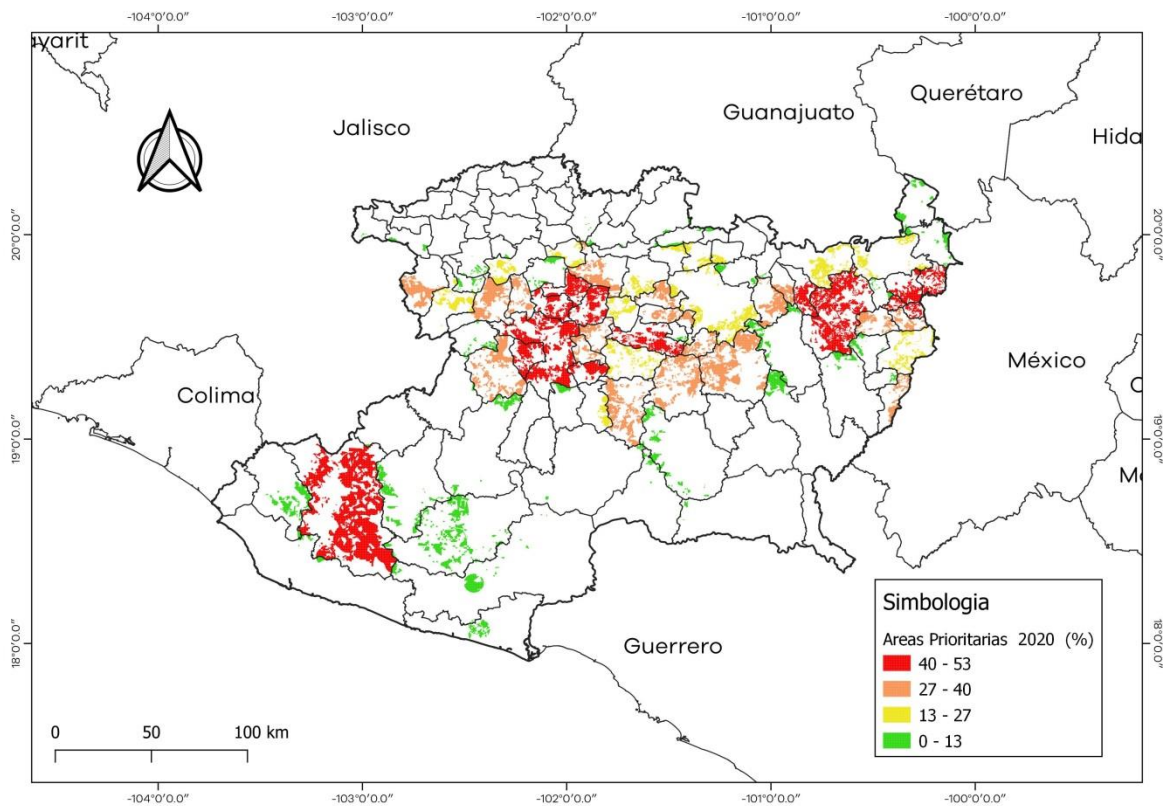 -104°0'0.0" -103°0'0.0" -102°0'0.0" -101°0'0.0" -100°0'0.0"
ayarit
Querétaro
Guanajuato
Jalisco
Hida
20°0'0.0"
20°0'0.0"
México
Colima
19°0'0.0"
19°0'0.0"
Simbologia
Areas Prioritarias 2020 (%)
40 - 53
27 - 40
13 - 27
0 - 13
Guerrero
18°0'0.0"
18°0'0.0"
0 50 100 km
-104°0'0.0" -103°0'0.0" -102°0'0.0" -101°0'0.0" -100°0'0.0"